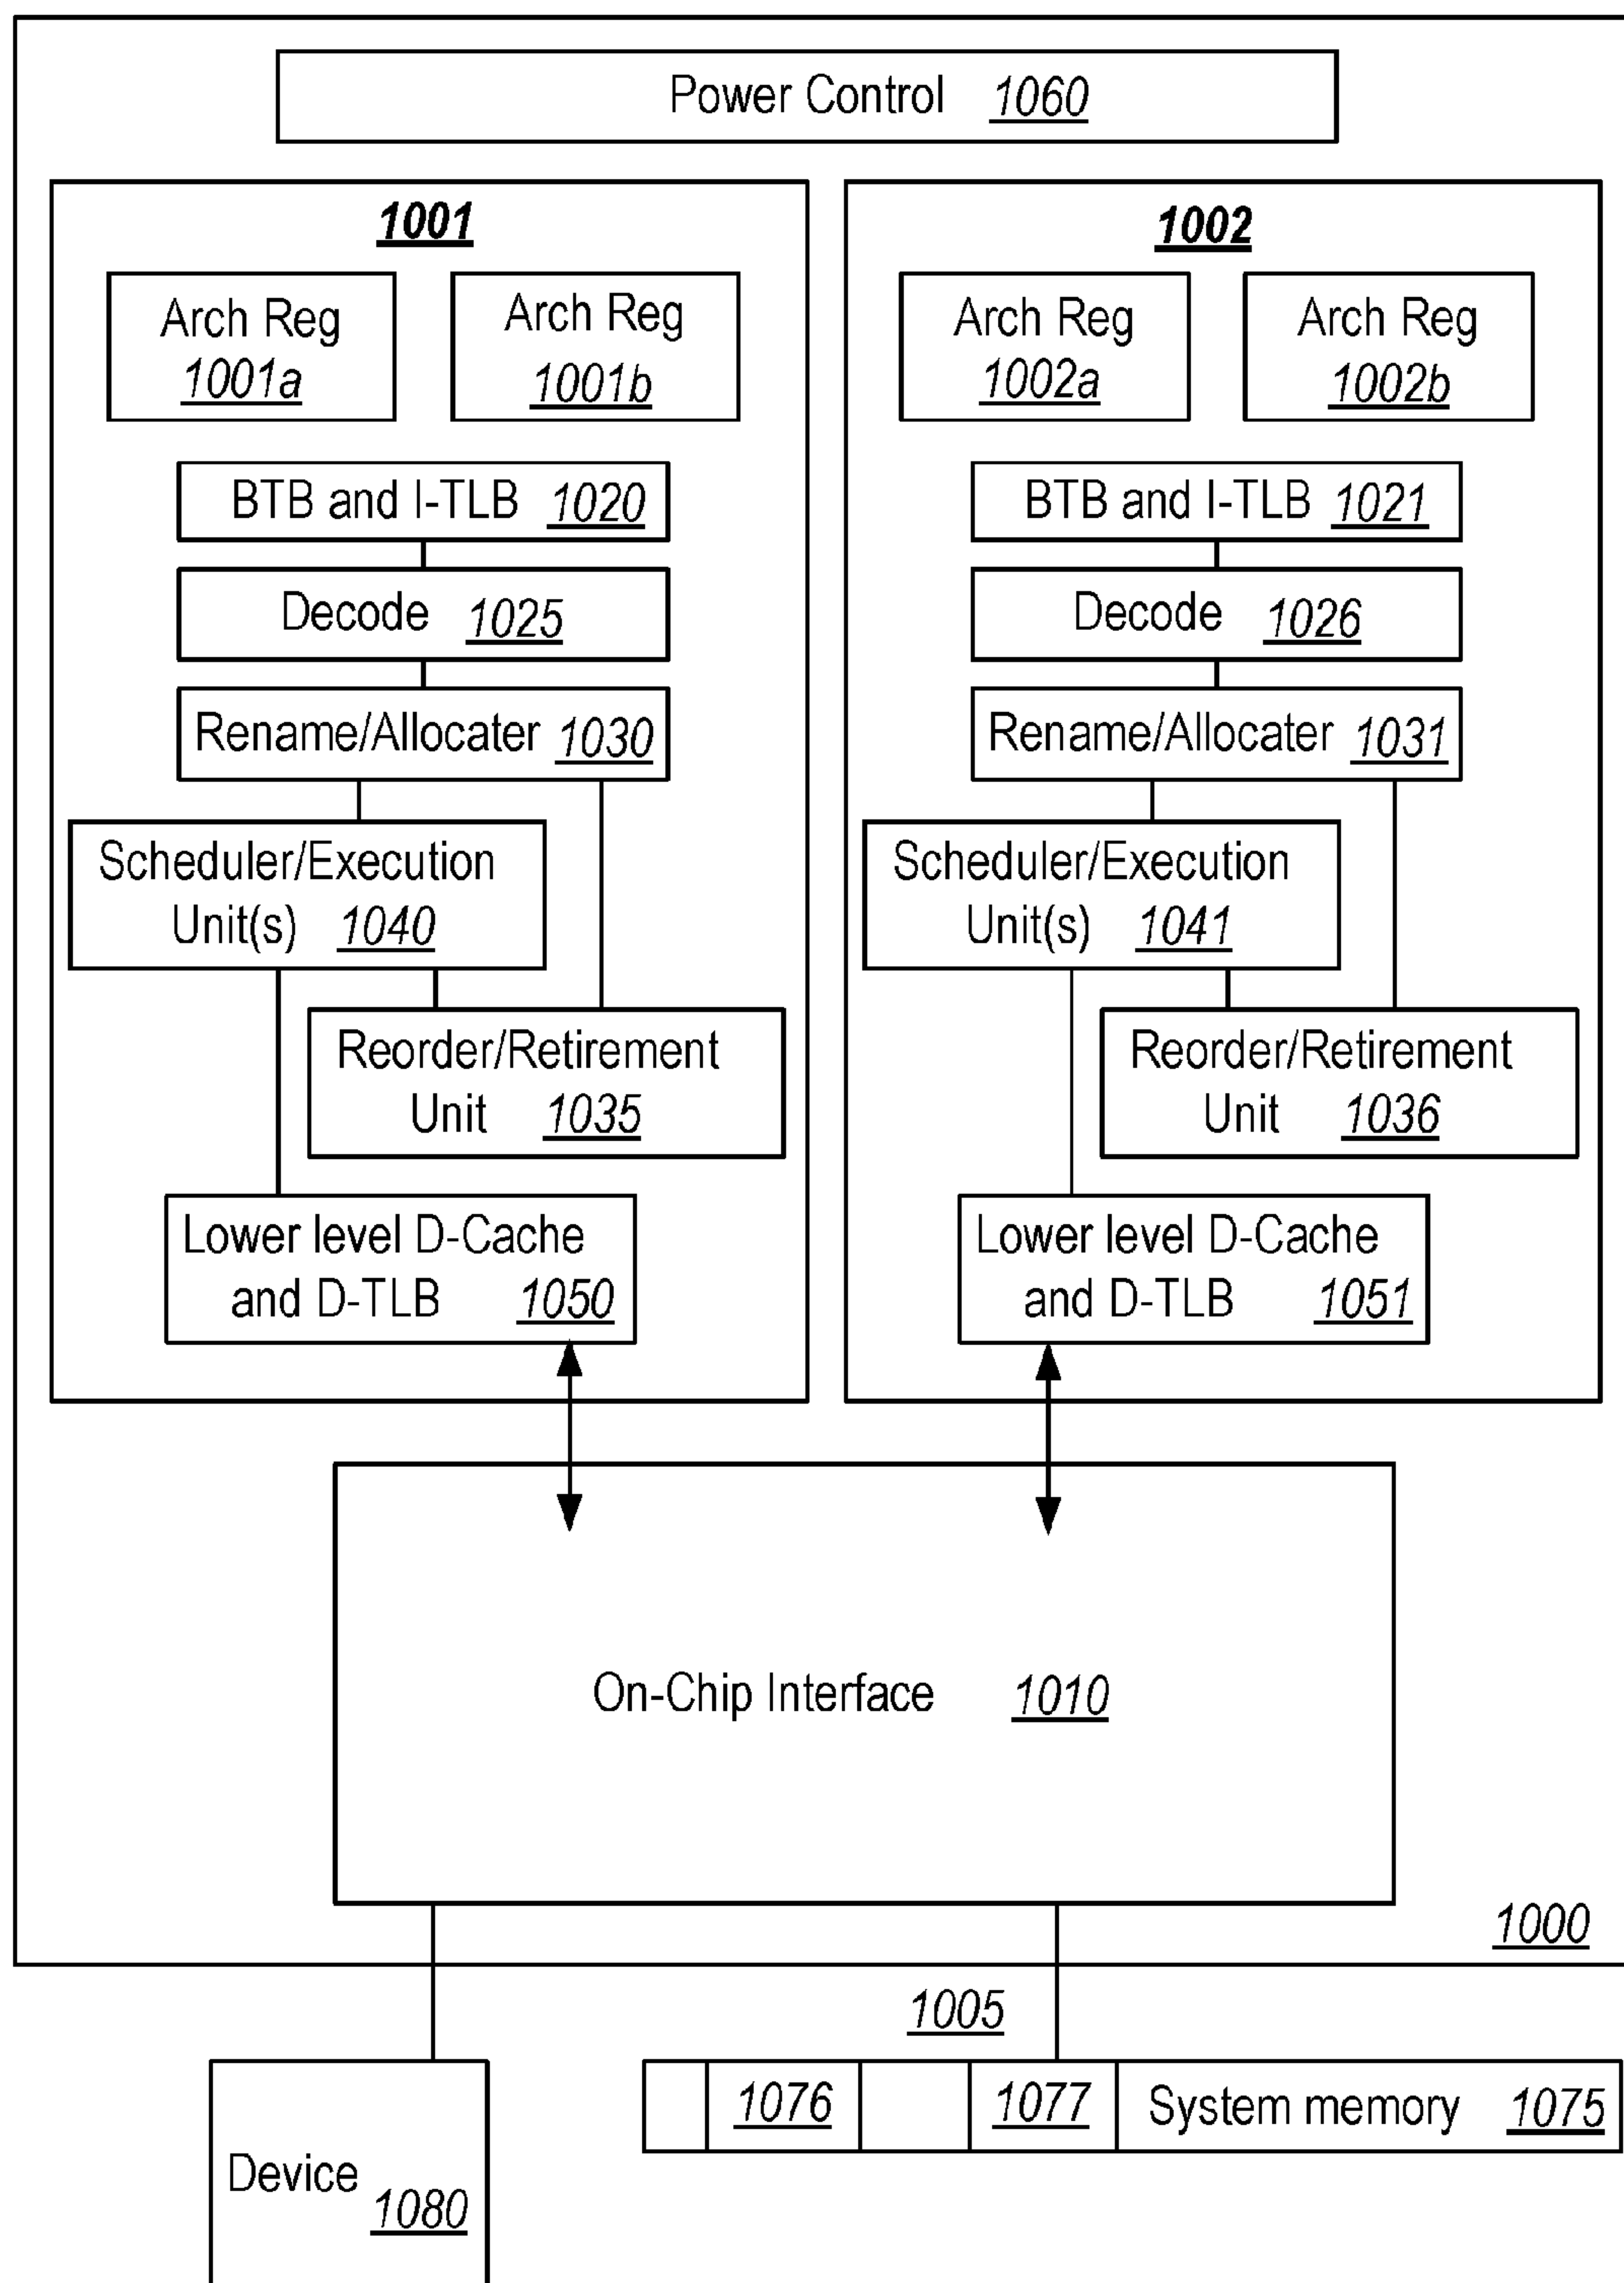 Power Control 1060
1001
Arch Reg
1001a
Arch Reg
1001b
BTB and I-TLB 1020
Decode 1025
Rename/Allocater 1030
Scheduler/Execution
Unit(s) 1040
Reorder/Retirement
Unit 1035
Lower level D-Cache
and D-TLB 1050
1002
Arch Reg
1002a
Arch Reg
1002b
BTB and I-TLB 1021
Decode 1026
Rename/Allocater 1031
Scheduler/Execution
Unit(s) 1041
Reorder/Retirement
Unit 1036
Lower level D-Cache
and D-TLB 1051
On-Chip Interface 1010
1000
1005
1076
1077
System memory 1075
Device 1080